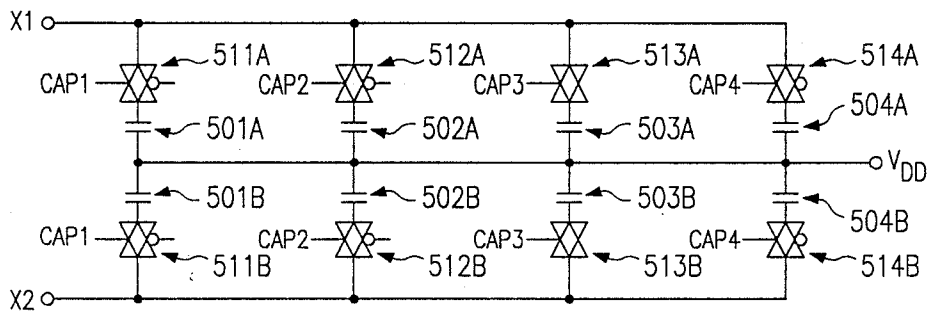 X1
511A 512A 513A 514A
CAP1 CAP2 CAP3 CAP4
501A 502A 503A 504A
VDD
501B 502B 503B 504B
CAP1 CAP2 CAP3 CAP4
511B 512B 513B 514B
X2